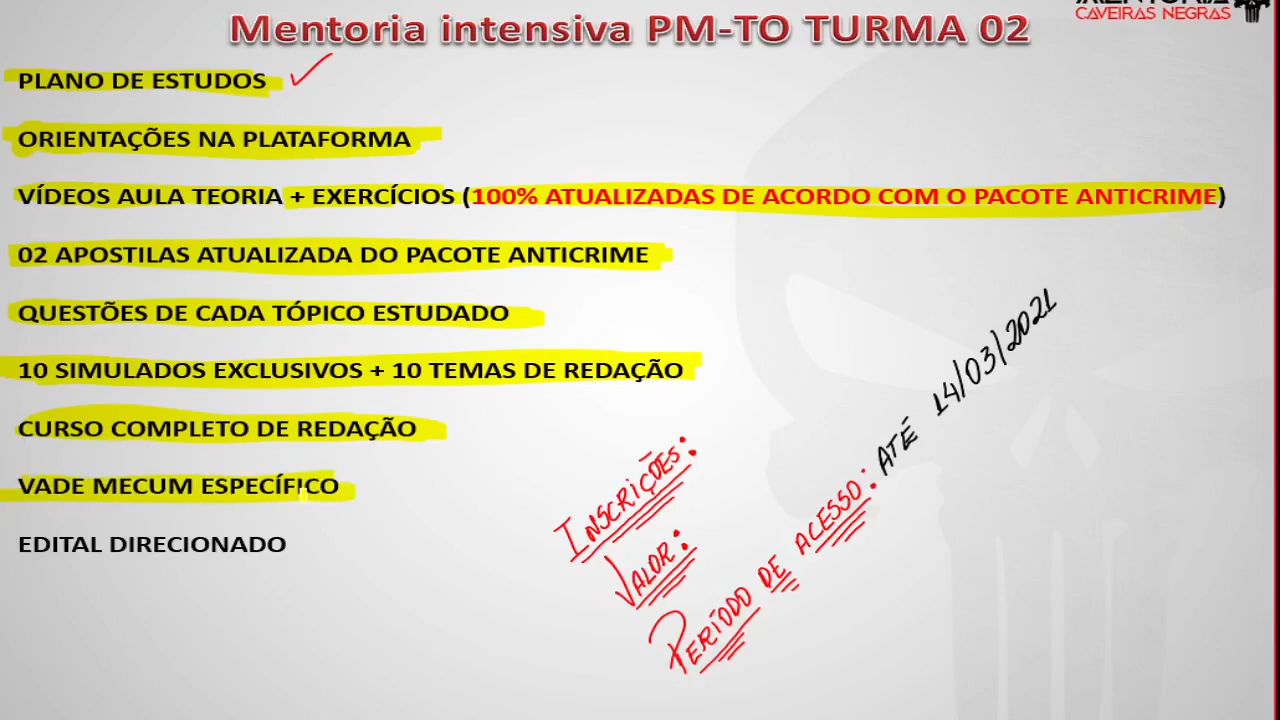 MENTORIA
CAVEIRAS NEGRAS
Mentoria intensiva PM-TO TURMA 02
PLANO DE ESTUDOS
ORIENTAÇÕES NA PLATAFORMA
VÍDEOS AULA TEORIA + EXERCÍCIOS (100% ATUALIZADAS DE ACORDO COM O PACOTE ANTICRIME)
02 APOSTILAS ATUALIZADA DO PACOTE ANTICRIME
QUESTÕES DE CADA TÓPICO ESTUDADO
10 SIMULADOS EXCLUSIVOS + 10 TEMAS DE REDAÇÃO
CURSO COMPLETO DE REDAÇÃO
VADE MECUM ESPECÍFICO
EDITAL DIRECIONADO
INSCRIÇÕES:
VALOR:
PERÍODO DE ACESSO: ATÉ 14/03/2021